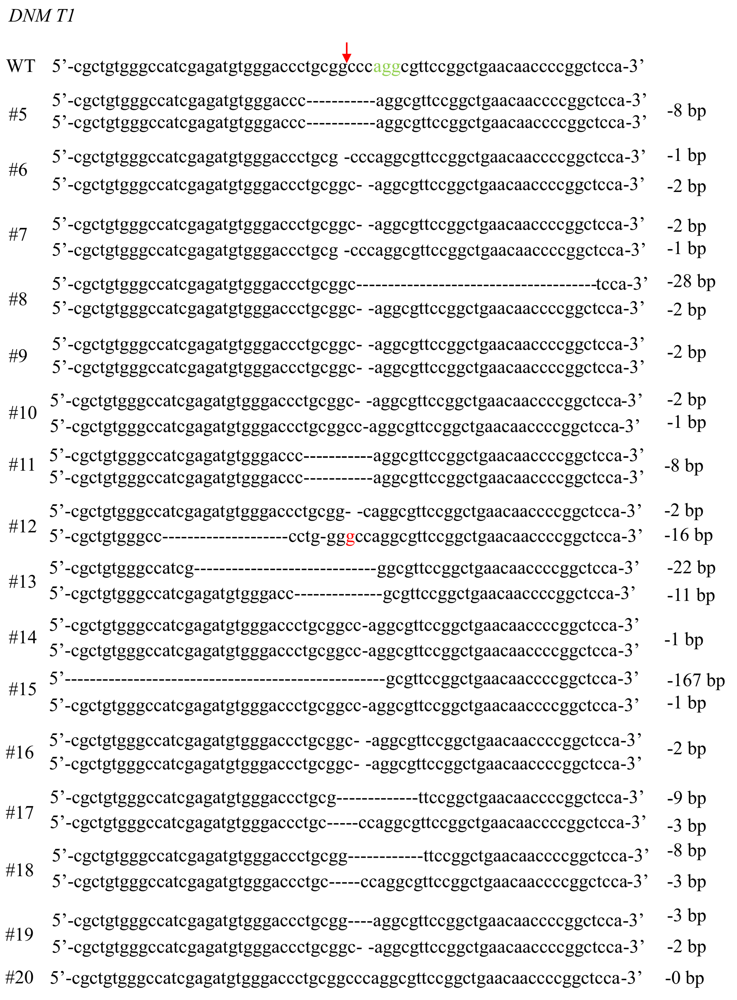 DNM T1
WT 5’-cgctgtgggccatcgagatgtgggaccctgcggcccaggcgttccggctgaacaaccccggctcca-3’
#5 5’-cgctgtgggccatcgagatgtgggaccc-----------aggcgttccggctgaacaaccccggctcca-3’ -8 bp
5’-cgctgtgggccatcgagatgtgggaccc-----------aggcgttccggctgaacaaccccggctcca-3’
#6 5’-cgctgtgggccatcgagatgtgggaccctgcg -cccaggcgttccggctgaacaaccccggctcca-3’ -1 bp
5’-cgctgtgggccatcgagatgtgggaccctgcggc- -aggcgttccggctgaacaaccccggctcca-3’ -2 bp
#7 5’-cgctgtgggccatcgagatgtgggaccctgcggc- -aggcgttccggctgaacaaccccggctcca-3’ -2 bp
5’-cgctgtgggccatcgagatgtgggaccctgcg -cccaggcgttccggctgaacaaccccggctcca-3’ -1 bp
#8 5’-cgctgtgggccatcgagatgtgggaccctgcggc--------------------------------------tcca-3’ -28 bp
5’-cgctgtgggccatcgagatgtgggaccctgcggc- -aggcgttccggctgaacaaccccggctcca-3’ -2 bp
#9 5’-cgctgtgggccatcgagatgtgggaccctgcggc- -aggcgttccggctgaacaaccccggctcca-3’ -2 bp
5’-cgctgtgggccatcgagatgtgggaccctgcggc- -aggcgttccggctgaacaaccccggctcca-3’
#10 5’-cgctgtgggccatcgagatgtgggaccctgcggc- -aggcgttccggctgaacaaccccggctcca-3’ -2 bp
5’-cgctgtgggccatcgagatgtgggaccctgcggcc-aggcgttccggctgaacaaccccggctcca-3’ -1 bp
#11 5’-cgctgtgggccatcgagatgtgggaccc-----------aggcgttccggctgaacaaccccggctcca-3’ -8 bp
5’-cgctgtgggccatcgagatgtgggaccc-----------aggcgttccggctgaacaaccccggctcca-3’
#12 5’-cgctgtgggccatcgagatgtgggaccctgcgg- -caggcgttccggctgaacaaccccggctcca-3’ -2 bp
5’-cgctgtgggcc--------------------cctg-gggccaggcgttccggctgaacaaccccggctcca-3’ -16 bp
#13 5’-cgctgtgggccatcg-----------------------------ggcgttccggctgaacaaccccggctcca-3’ -22 bp
5’-cgctgtgggccatcgagatgtgggacc--------------gcgttccggctgaacaaccccggctcca-3’ -11 bp
#14 5’-cgctgtgggccatcgagatgtgggaccctgcggcc-aggcgttccggctgaacaaccccggctcca-3’ -1 bp
5’-cgctgtgggccatcgagatgtgggaccctgcggcc-aggcgttccggctgaacaaccccggctcca-3’
#15 5’---------------------------------------------------gcgttccggctgaacaaccccggctcca-3’ -167 bp
5’-cgctgtgggccatcgagatgtgggaccctgcggcc-aggcgttccggctgaacaaccccggctcca-3’ -1 bp
#16 5’-cgctgtgggccatcgagatgtgggaccctgcggc- -aggcgttccggctgaacaaccccggctcca-3’ -2 bp
5’-cgctgtgggccatcgagatgtgggaccctgcggc- -aggcgttccggctgaacaaccccggctcca-3’
#17 5’-cgctgtgggccatcgagatgtgggaccctgcg-------------ttccggctgaacaaccccggctcca-3’ -9 bp
5’-cgctgtgggccatcgagatgtgggaccctgc-----ccaggcgttccggctgaacaaccccggctcca-3’ -3 bp
#18 5’-cgctgtgggccatcgagatgtgggaccctgcgg------------ttccggctgaacaaccccggctcca-3’ -8 bp
5’-cgctgtgggccatcgagatgtgggaccctgc-----ccaggcgttccggctgaacaaccccggctcca-3’ -3 bp
#19 5’-cgctgtgggccatcgagatgtgggaccctgcgg----aggcgttccggctgaacaaccccggctcca-3’ -3 bp
5’-cgctgtgggccatcgagatgtgggaccctgcggc- -aggcgttccggctgaacaaccccggctcca-3’ -2 bp
#20 5’-cgctgtgggccatcgagatgtgggaccctgcggcccaggcgttccggctgaacaaccccggctcca-3’ -0 bp